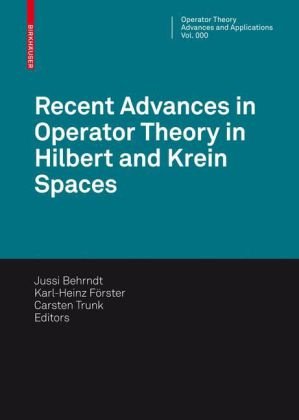 BIRKHAUSER
Operator Theory
Advances and Applications
Vol. 000
Recent Advances in
Operator Theory in
Hilbert and Krein
Spaces
Jussi Behrndt
Karl-Heinz Förster
Carsten Trunk
Editors